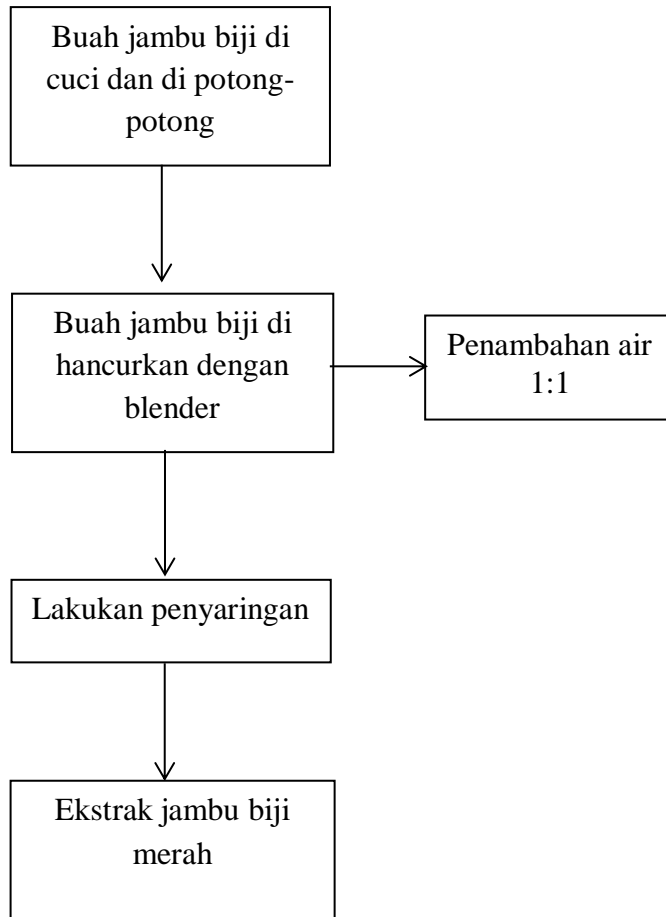 Buah jambu biji di
cuci dan di potong-
potong
Buah jambu biji di
hancurkan dengan
blender
Penambahan air
1:1
Lakukan penyaringan
Ekstrak jambu biji
merah